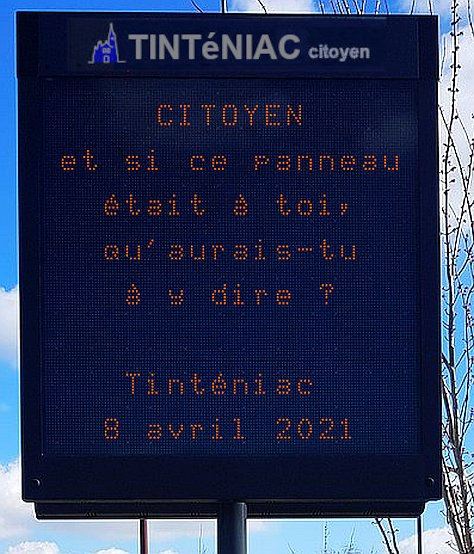 TINTéNIAC citoyen
CITOYEN
et si ce panneau
était à toi,
qu'aurais-tu
à y dire ?
Tinténiac
8 avril 2021